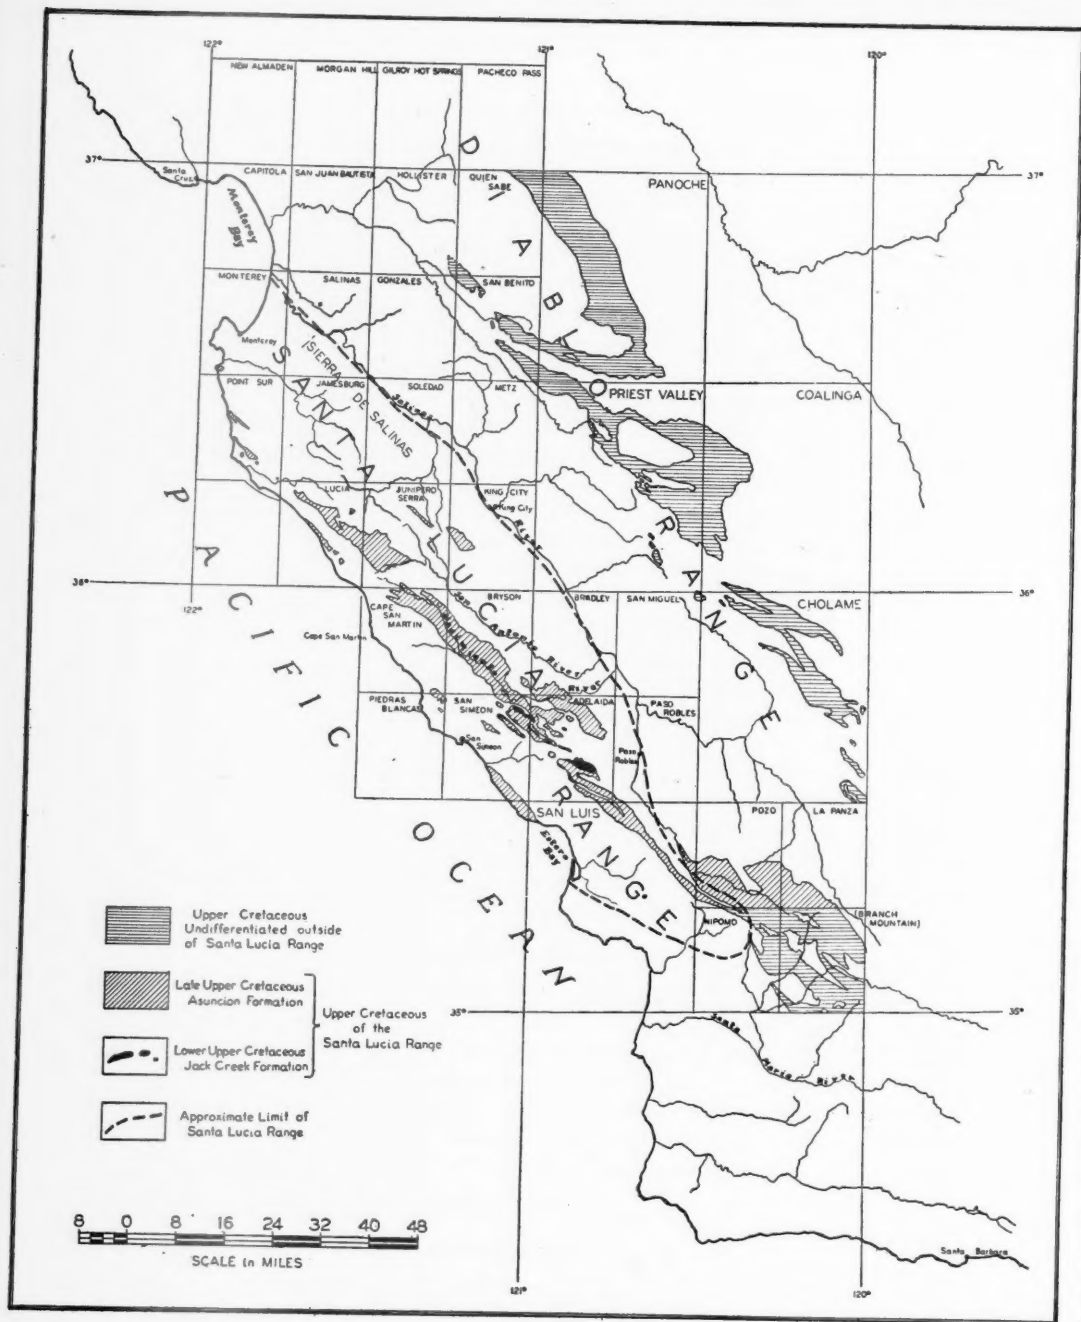 122°
121°
120°
NEW ALMADEN
MORGAN HILL
GILROY HOT SPRINGS
PACHECO PASS
37°
Santa
Cruz
CAPITOLA
SAN JUAN BAUTISTA
HOLLISTER
QUIEN
SABE
PANOCHE
37°
Monterey
Bay
DIABLO
RANGE
MONTEREY
SALINAS
GONZALES
SAN BENITO
Monterey
SIERRA
DE SALINAS
SANTA LUCIA
RANGE
POINT SUR
JAMESBURG
SOLEDAD
METZ
PRIEST VALLEY
COALINGA
Salinas
River
LUCIA
JUNIPERO
SERRA
KING CITY
King City
PACIFIC
OCEAN
36°
122°
CAPE
SAN
MARTIN
BRYSON
BRADLEY
SAN MIGUEL
CHOLAME
36°
Cape San Martin
San
Antonio
River
Nacimiento
River
PIEDRAS
BLANCAS
SAN
SIMEON
ADELAIDA
PASO
ROBLES
San
Simeon
Paso
Robles
SAN LUIS
POZO
LA PANZA
Estero
Bay
NIPOMO
(BRANCH
MOUNTAIN)
35°
35°
Santa
Maria
River
Santa
Barbara
121°
120°
Upper Cretaceous
Undifferentiated outside
of Santa Lucia Range
Late Upper Cretaceous
Asuncion Formation
Lower Upper Cretaceous
Jack Creek Formation
Upper Cretaceous
of the
Santa Lucia Range
Approximate Limit of
Santa Lucia Range
8 0 8 16 24 32 40 48
SCALE in MILES